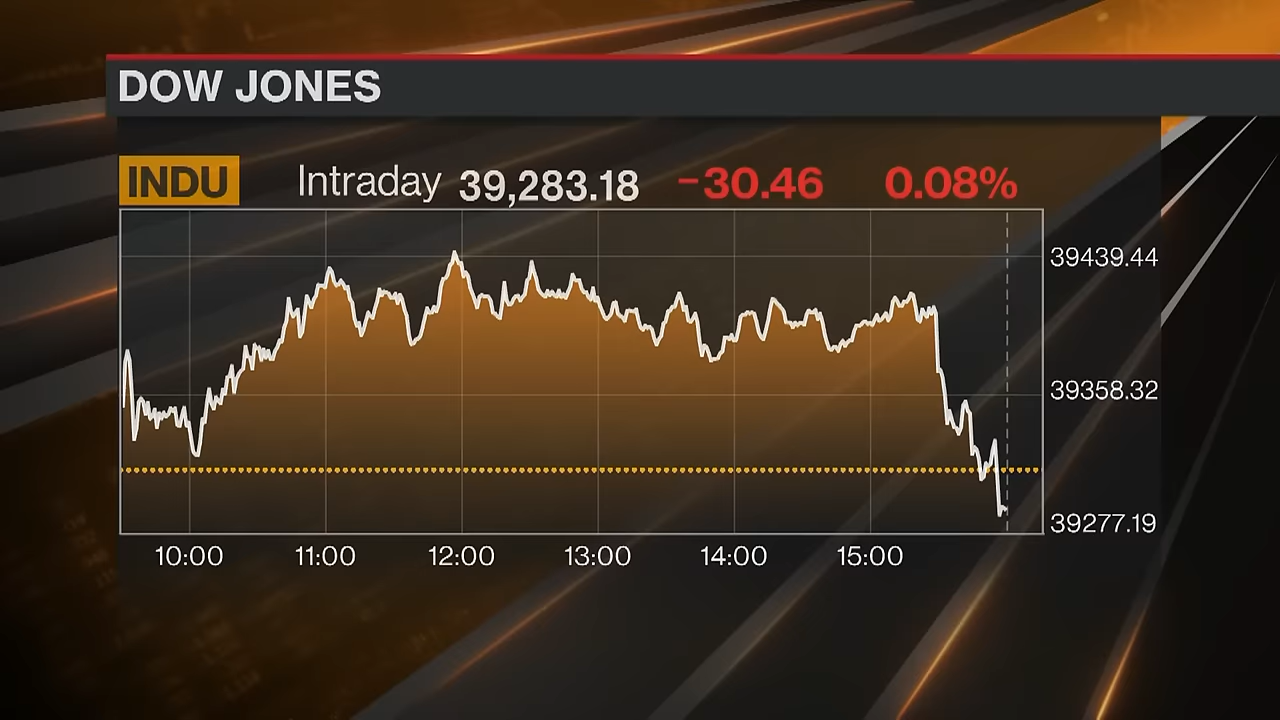 DOW JONES
INDU Intraday 39,283.18 -30.46 0.08%
39439.44
39358.32
39277.19
10:00 11:00 12:00 13:00 14:00 15:00